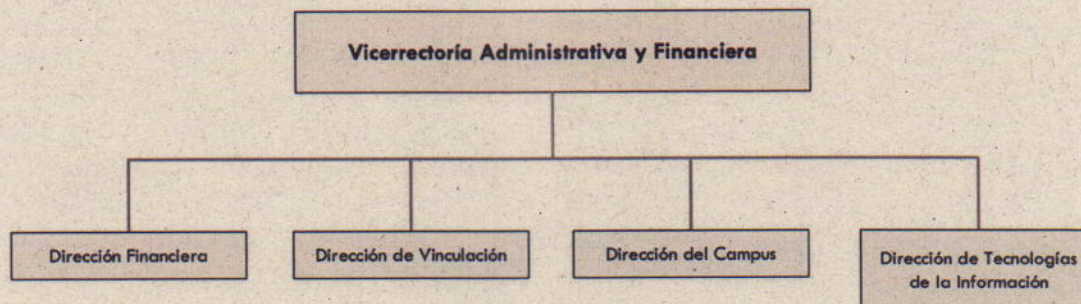 Vicerrectoría Administrativa y Financiera
Dirección Financiera
Dirección de Vinculación
Dirección del Campus
Dirección de Tecnologías
de la Información